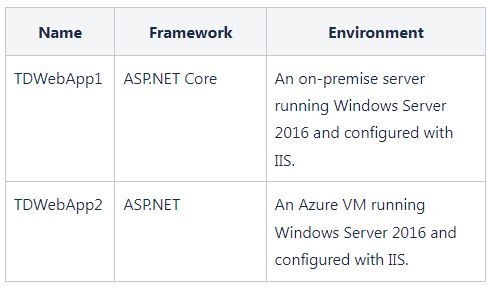 Name Framework Environment
TDWebApp1 ASP.NET Core An on-premise server
running Windows Server
2016 and configured with
IIS.
TDWebApp2 ASP.NET An Azure VM running
Windows Server 2016 and
configured with IIS.